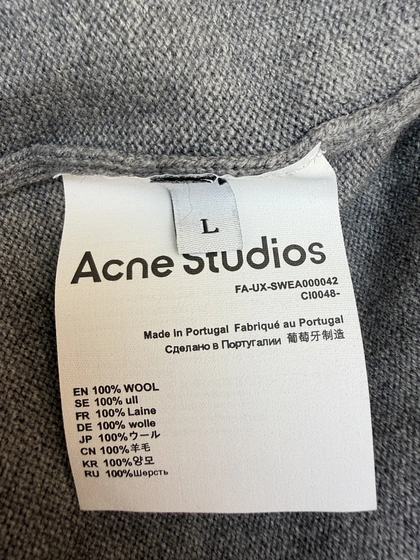 L
Acne Studios
FA-UX-SWEA000042
CI0048-
Made in Portugal Fabriqué au Portugal
Сделано в Португалии 葡萄牙制造
EN 100% WOOL
SE 100% ull
FR 100% Laine
DE 100% wolle
JP 100%ウール
CN 100%羊毛
KR 100%양모
RU 100%Шерсть